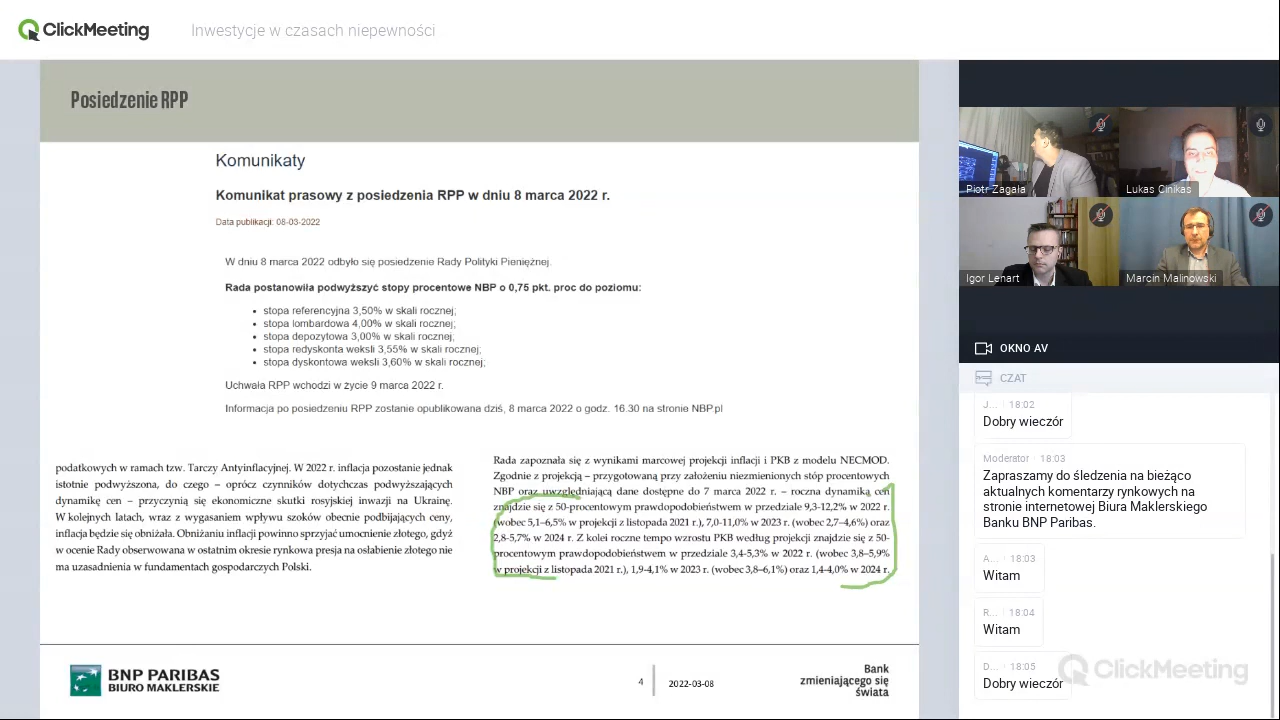 ClickMeeting
Inwestycje w czasach niepewności
Posiedzenie RPP
Komunikaty
Komunikat prasowy z posiedzenia RPP w dniu 8 marca 2022 r.
Data publikacji: 08-03-2022
W dniu 8 marca 2022 odbyło się posiedzenie Rady Polityki Pieniężnej.
Rada postanowiła podwyższyć stopy procentowe NBP o 0,75 pkt. proc do poziomu:
• stopa referencyjna 3,50% w skali rocznej;
• stopa lombardowa 4,00% w skali rocznej;
• stopa depozytowa 3,00% w skali rocznej;
• stopa redyskonta weksli 3,55% w skali rocznej;
• stopa dyskontowa weksli 3,60% w skali rocznej;
Uchwała RPP wchodzi w życie 9 marca 2022 r.
Informacja po posiedzeniu RPP zostanie opublikowana dziś, 8 marca 2022 o godz. 16.30 na stronie NBP.pl
podatkowych w ramach tzw. Tarczy Antyinflacyjnej. W 2022 r. inflacja pozostanie jednak
istotnie podwyższona, do czego – oprócz czynników dotychczas podwyższających
dynamikę cen – przyczynią się ekonomiczne skutki rosyjskiej inwazji na Ukrainę.
W kolejnych latach, wraz z wygasaniem wpływu szoków obecnie podbijających ceny,
inflacja będzie się obniżała. Obniżaniu inflacji powinno sprzyjać umocnienie złotego, gdyż
w ocenie Rady obserwowana w ostatnim okresie rynkowa presja na osłabienie złotego nie
ma uzasadnienia w fundamentach gospodarczych Polski.
Rada zapoznała się z wynikami marcowej projekcji inflacji i PKB z modelu NECMOD.
Zgodnie z projekcją – przygotowaną przy założeniu niezmienionych stóp procentowych
NBP oraz uwzględniającą dane dostępne do 7 marca 2022 r. – roczna dynamika cen
znajdzie się z 50-procentowym prawdopodobieństwem w przedziale 9,3-12,2% w 2022 r.
(wobec 5,1–6,5% w projekcji z listopada 2021 r.), 7,0-11,0% w 2023 r. (wobec 2,7–4,6%) oraz
2,8-5,7% w 2024 r. Z kolei roczne tempo wzrostu PKB według projekcji znajdzie się z 50-
procentowym prawdopodobieństwem w przedziale 3,4-5,3% w 2022 r. (wobec 3,8–5,9%
w projekcji z listopada 2021 r.), 1,9-4,1% w 2023 r. (wobec 3,8–6,1%) oraz 1,4-4,0% w 2024 r.
BNP PARIBAS
BIURO MAKLERSKIE
4
2022-03-08
Bank
zmieniającego się
świata
Piotr Zagała
Lukas Cinikas
Igor Lenart
Marcin Malinowski
OKNO AV
CZAT
J... 18:02
Dobry wieczór
Moderator 18:03
Zapraszamy do śledzenia na bieżąco
aktualnych komentarzy rynkowych na
stronie internetowej Biura Maklerskiego
Banku BNP Paribas.
A... 18:03
Witam
R... 18:04
Witam
D... 18:05
Dobry wieczór
ClickMeeting